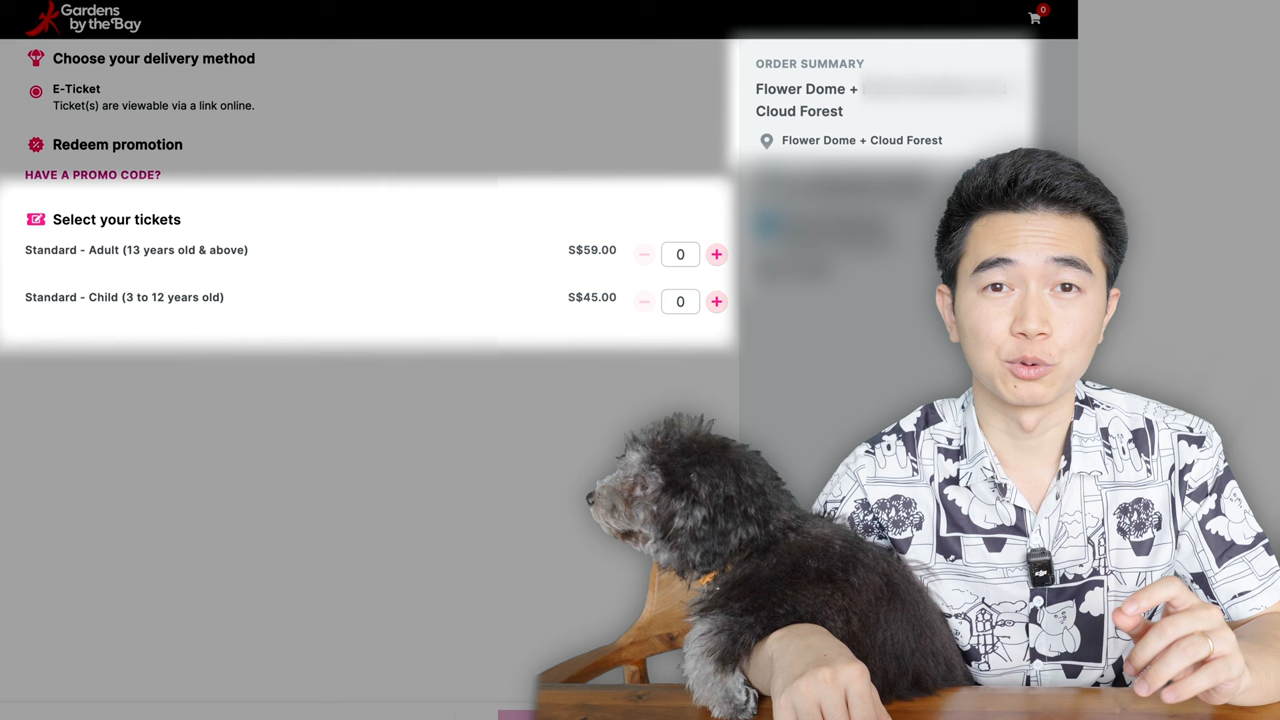 Gardens
by the Bay
0
Choose your delivery method
E-Ticket
Ticket(s) are viewable via a link online.
Redeem promotion
HAVE A PROMO CODE?
Select your tickets
Standard - Adult (13 years old & above)
S$59.00
0
Standard - Child (3 to 12 years old)
S$45.00
0
ORDER SUMMARY
Flower Dome +
Cloud Forest
Flower Dome + Cloud Forest
dji